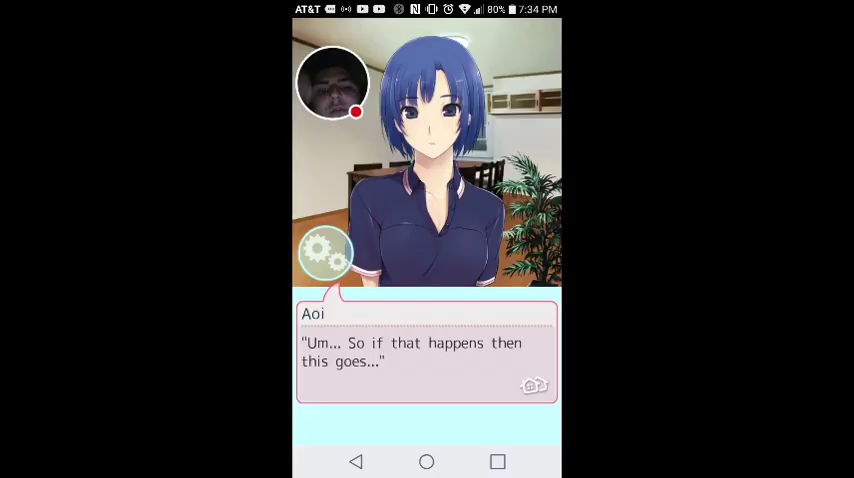 AT&T 80% 7:34 PM
Aoi
"Um... So if that happens then
this goes..."